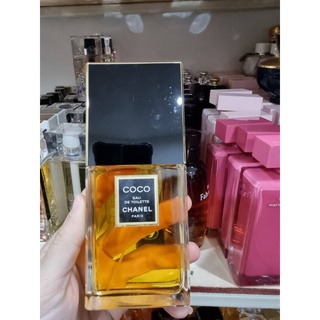 COCO
EAU
DE TOILETTE
CHANEL
PARIS